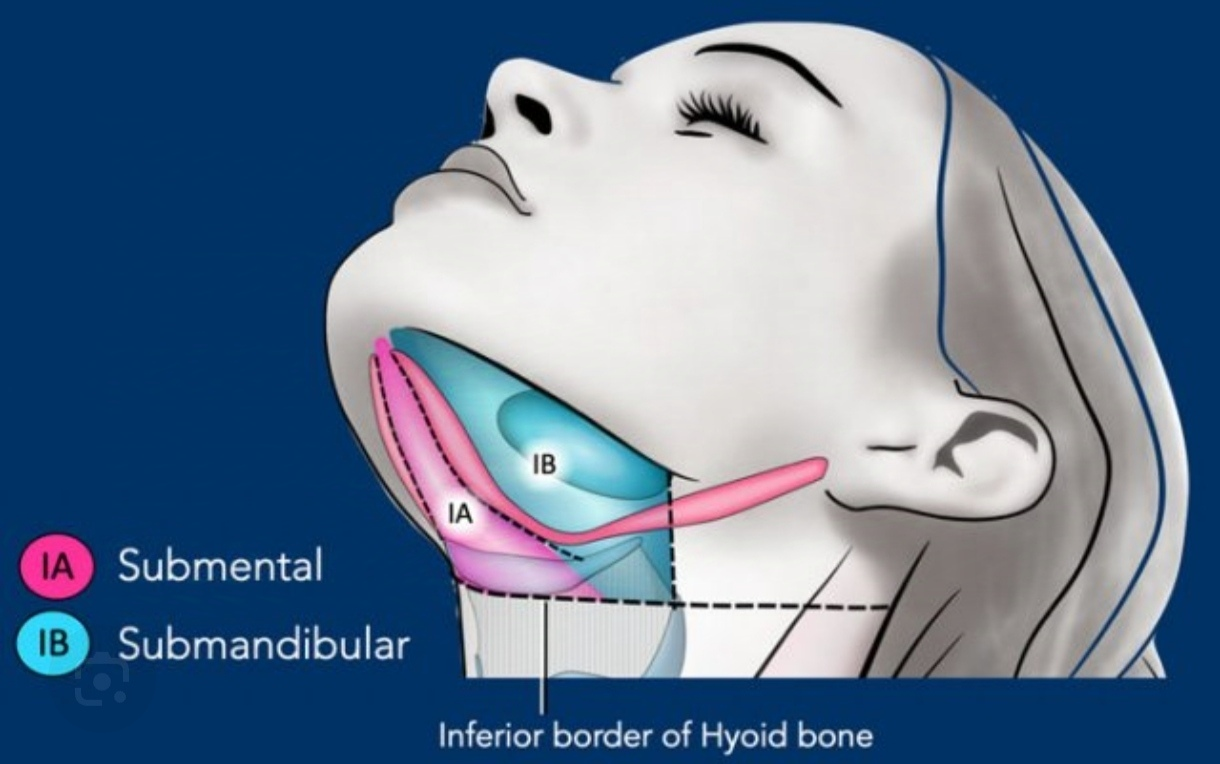 IB
IA
IA Submental
IB Submandibular
Inferior border of Hyoid bone